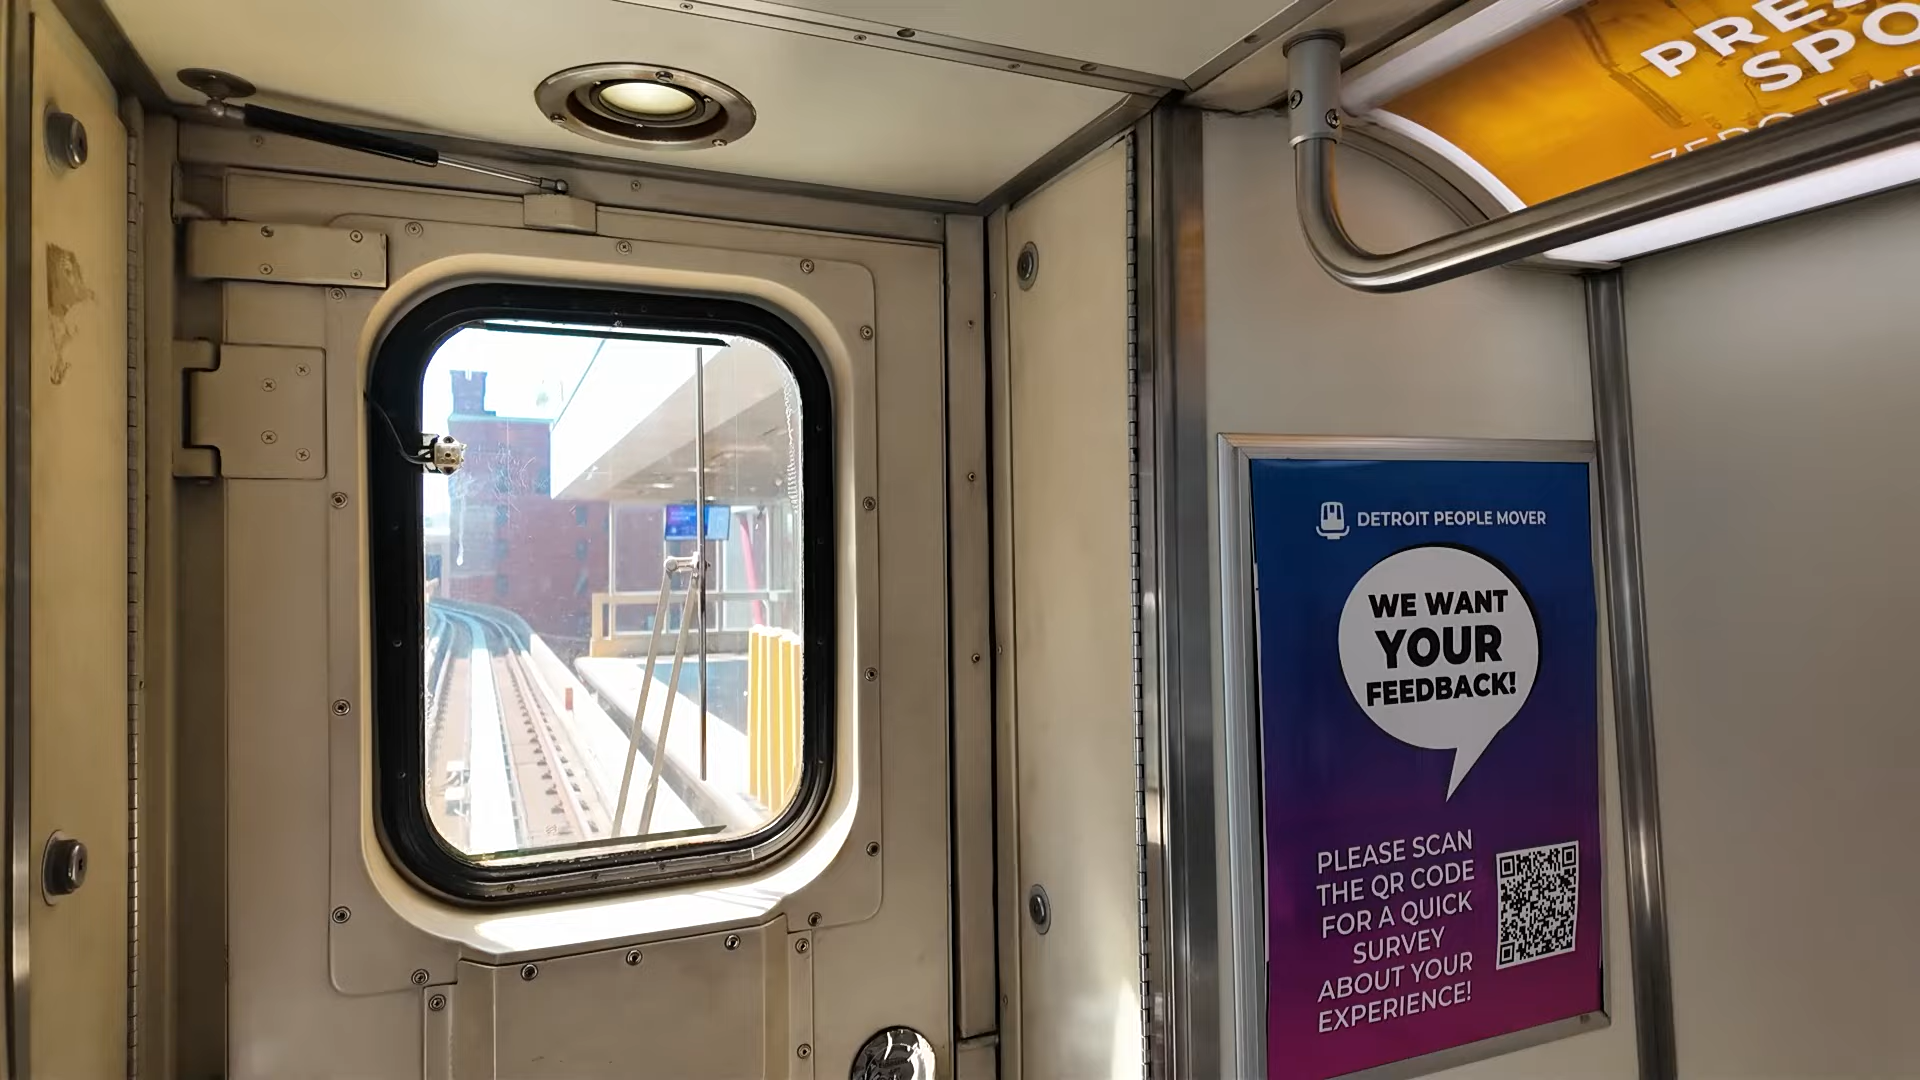 DETROIT PEOPLE MOVER
WE WANT
YOUR
FEEDBACK!
PLEASE SCAN
THE QR CODE
FOR A QUICK
SURVEY
ABOUT YOUR
EXPERIENCE!